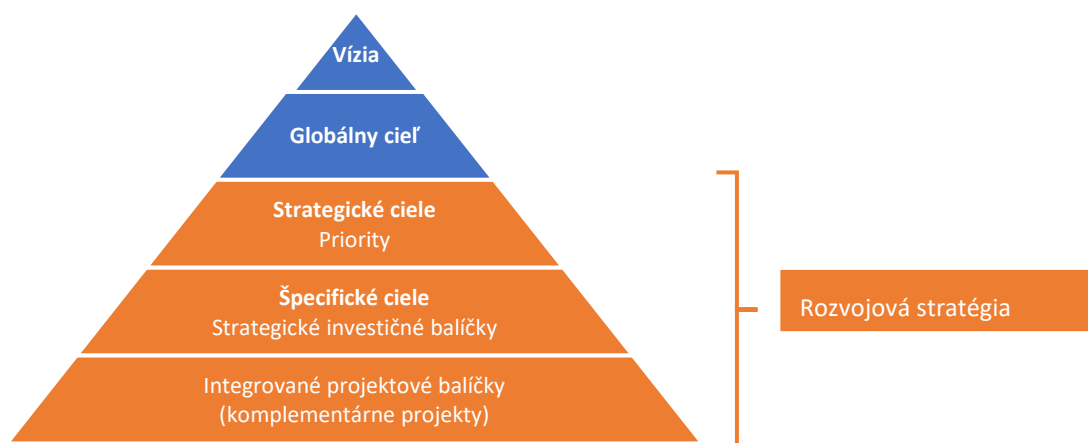 Vízia
Globálny cieľ
Strategické ciele
Priority
Špecifické ciele
Strategické investičné balíčky
Rozvojová stratégia
Integrované projektové balíčky
(komplementárne projekty)